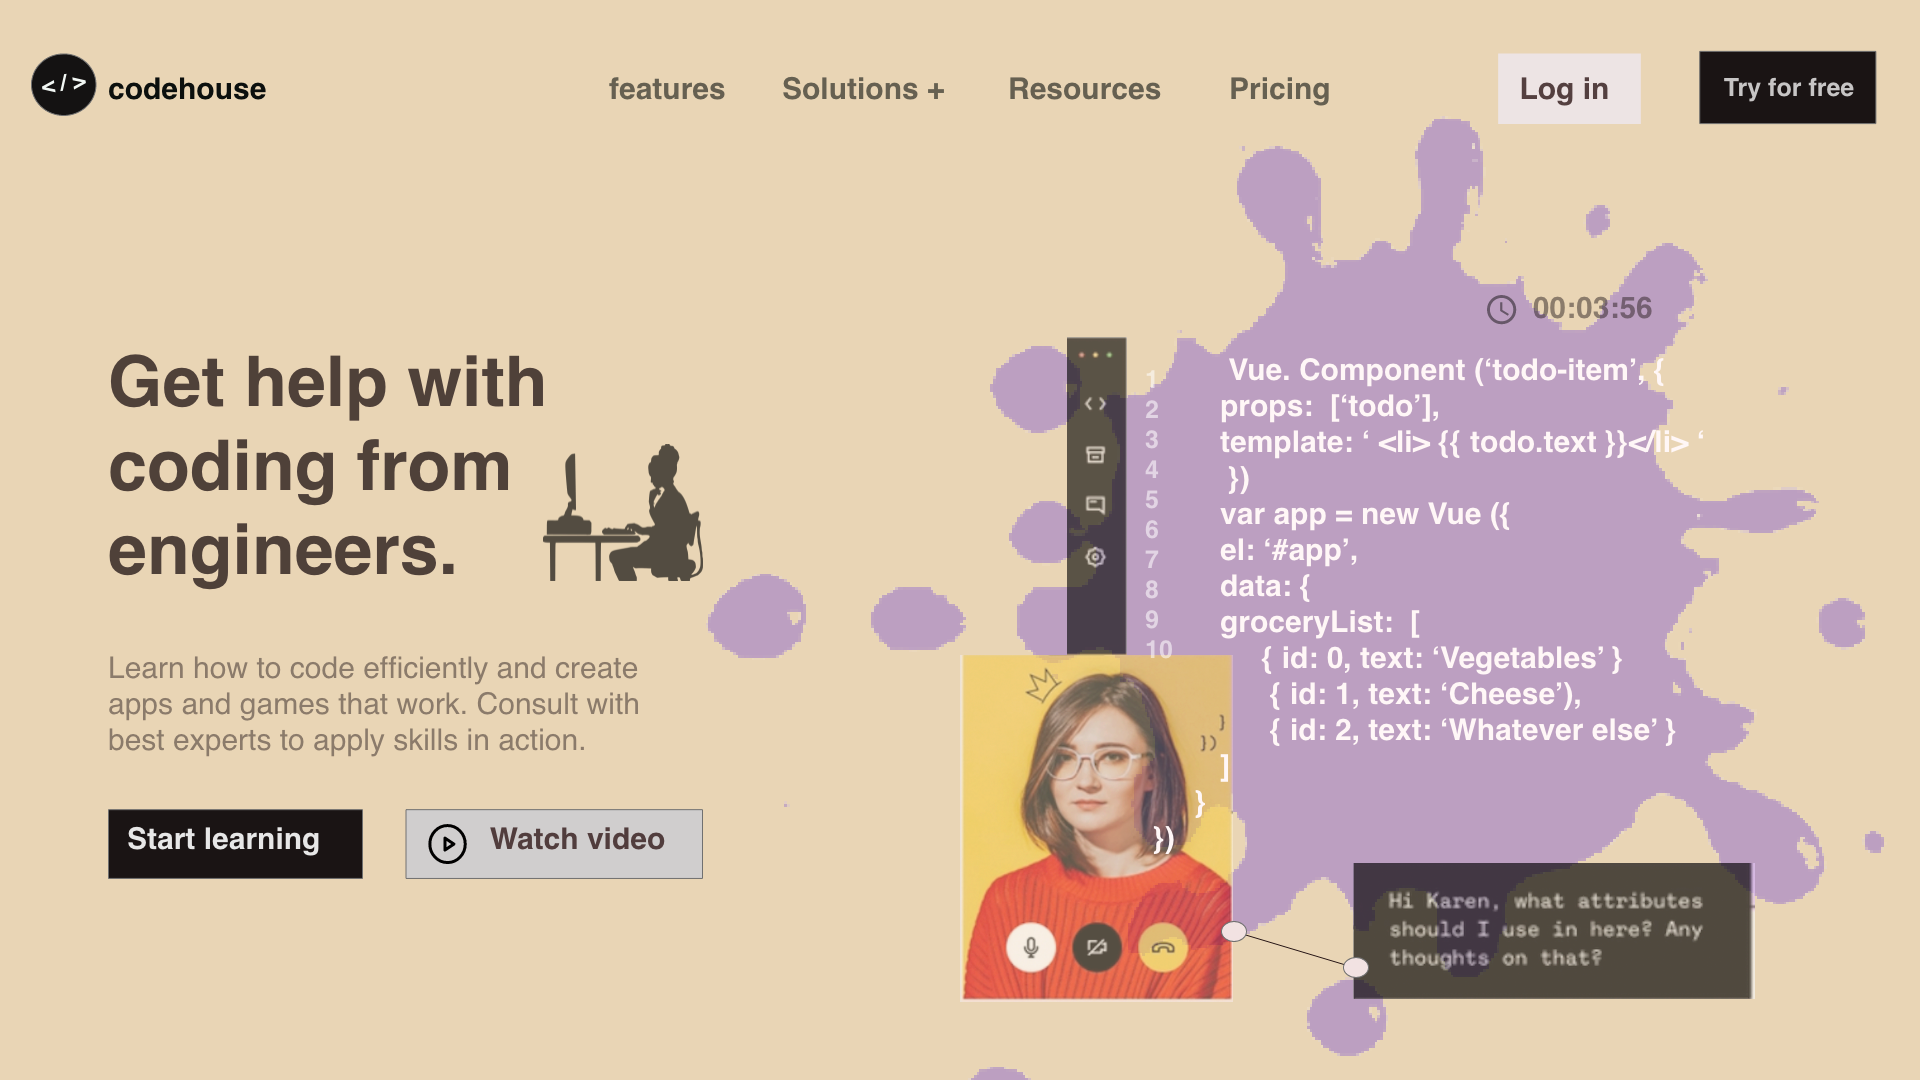 </> codehouse
features Solutions + Resources Pricing
Log in
Try for free
Get help with
coding from
engineers.
Learn how to code efficiently and create
apps and games that work. Consult with
best experts to apply skills in action.
Start learning
Watch video
00:03:56
1
2
3
4
5
6
7
8
9
10
Vue. Component (‘todo-item’, {
props:  [‘todo’],
template: ‘ <li> {{ todo.text }}</li> ‘
})
var app = new Vue ({
el: ‘#app’,
data: {
groceryList:  [
{ id: 0, text: ‘Vegetables’ }
{ id: 1, text: ‘Cheese’),
{ id: 2, text: ‘Whatever else’ }
]
}
})
}
})
Hi Karen, what attributes
should I use in here? Any
thoughts on that?